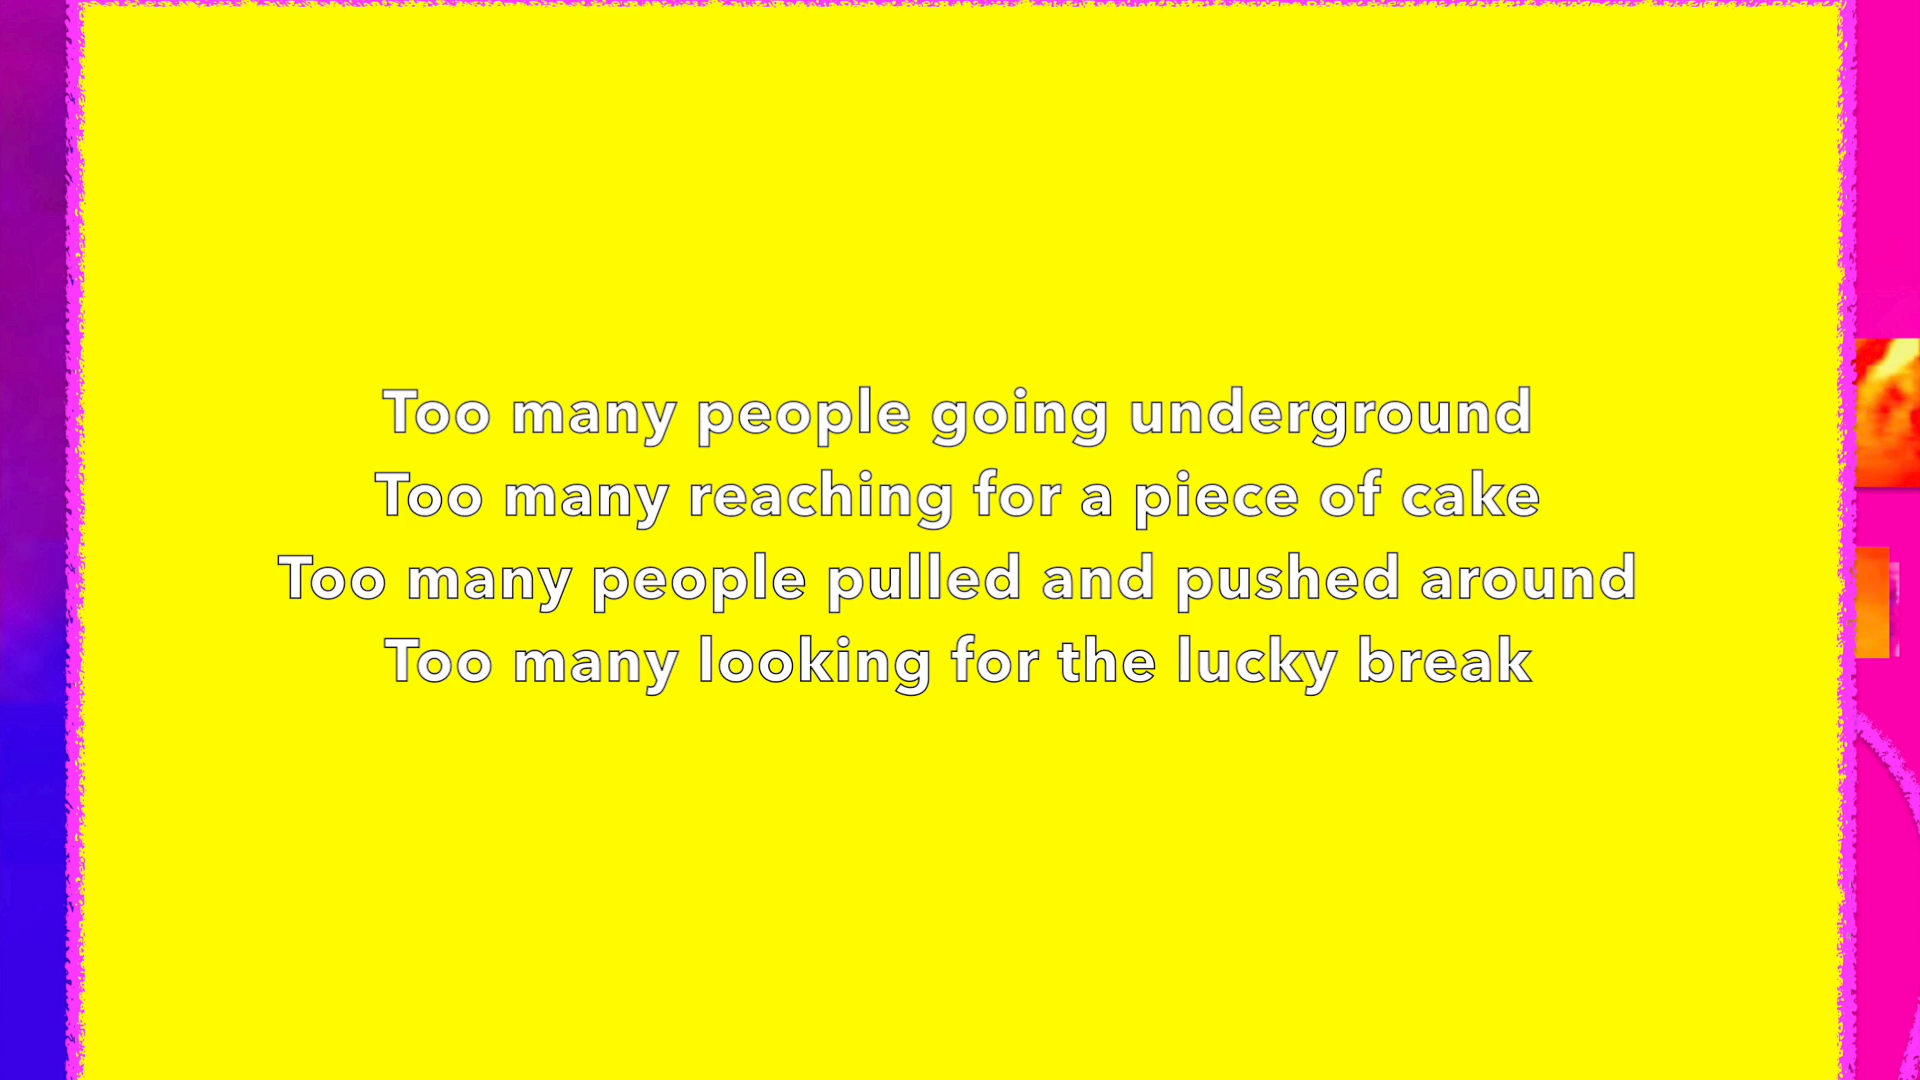 Too many people going underground
Too many reaching for a piece of cake
Too many people pulled and pushed around
Too many looking for the lucky break